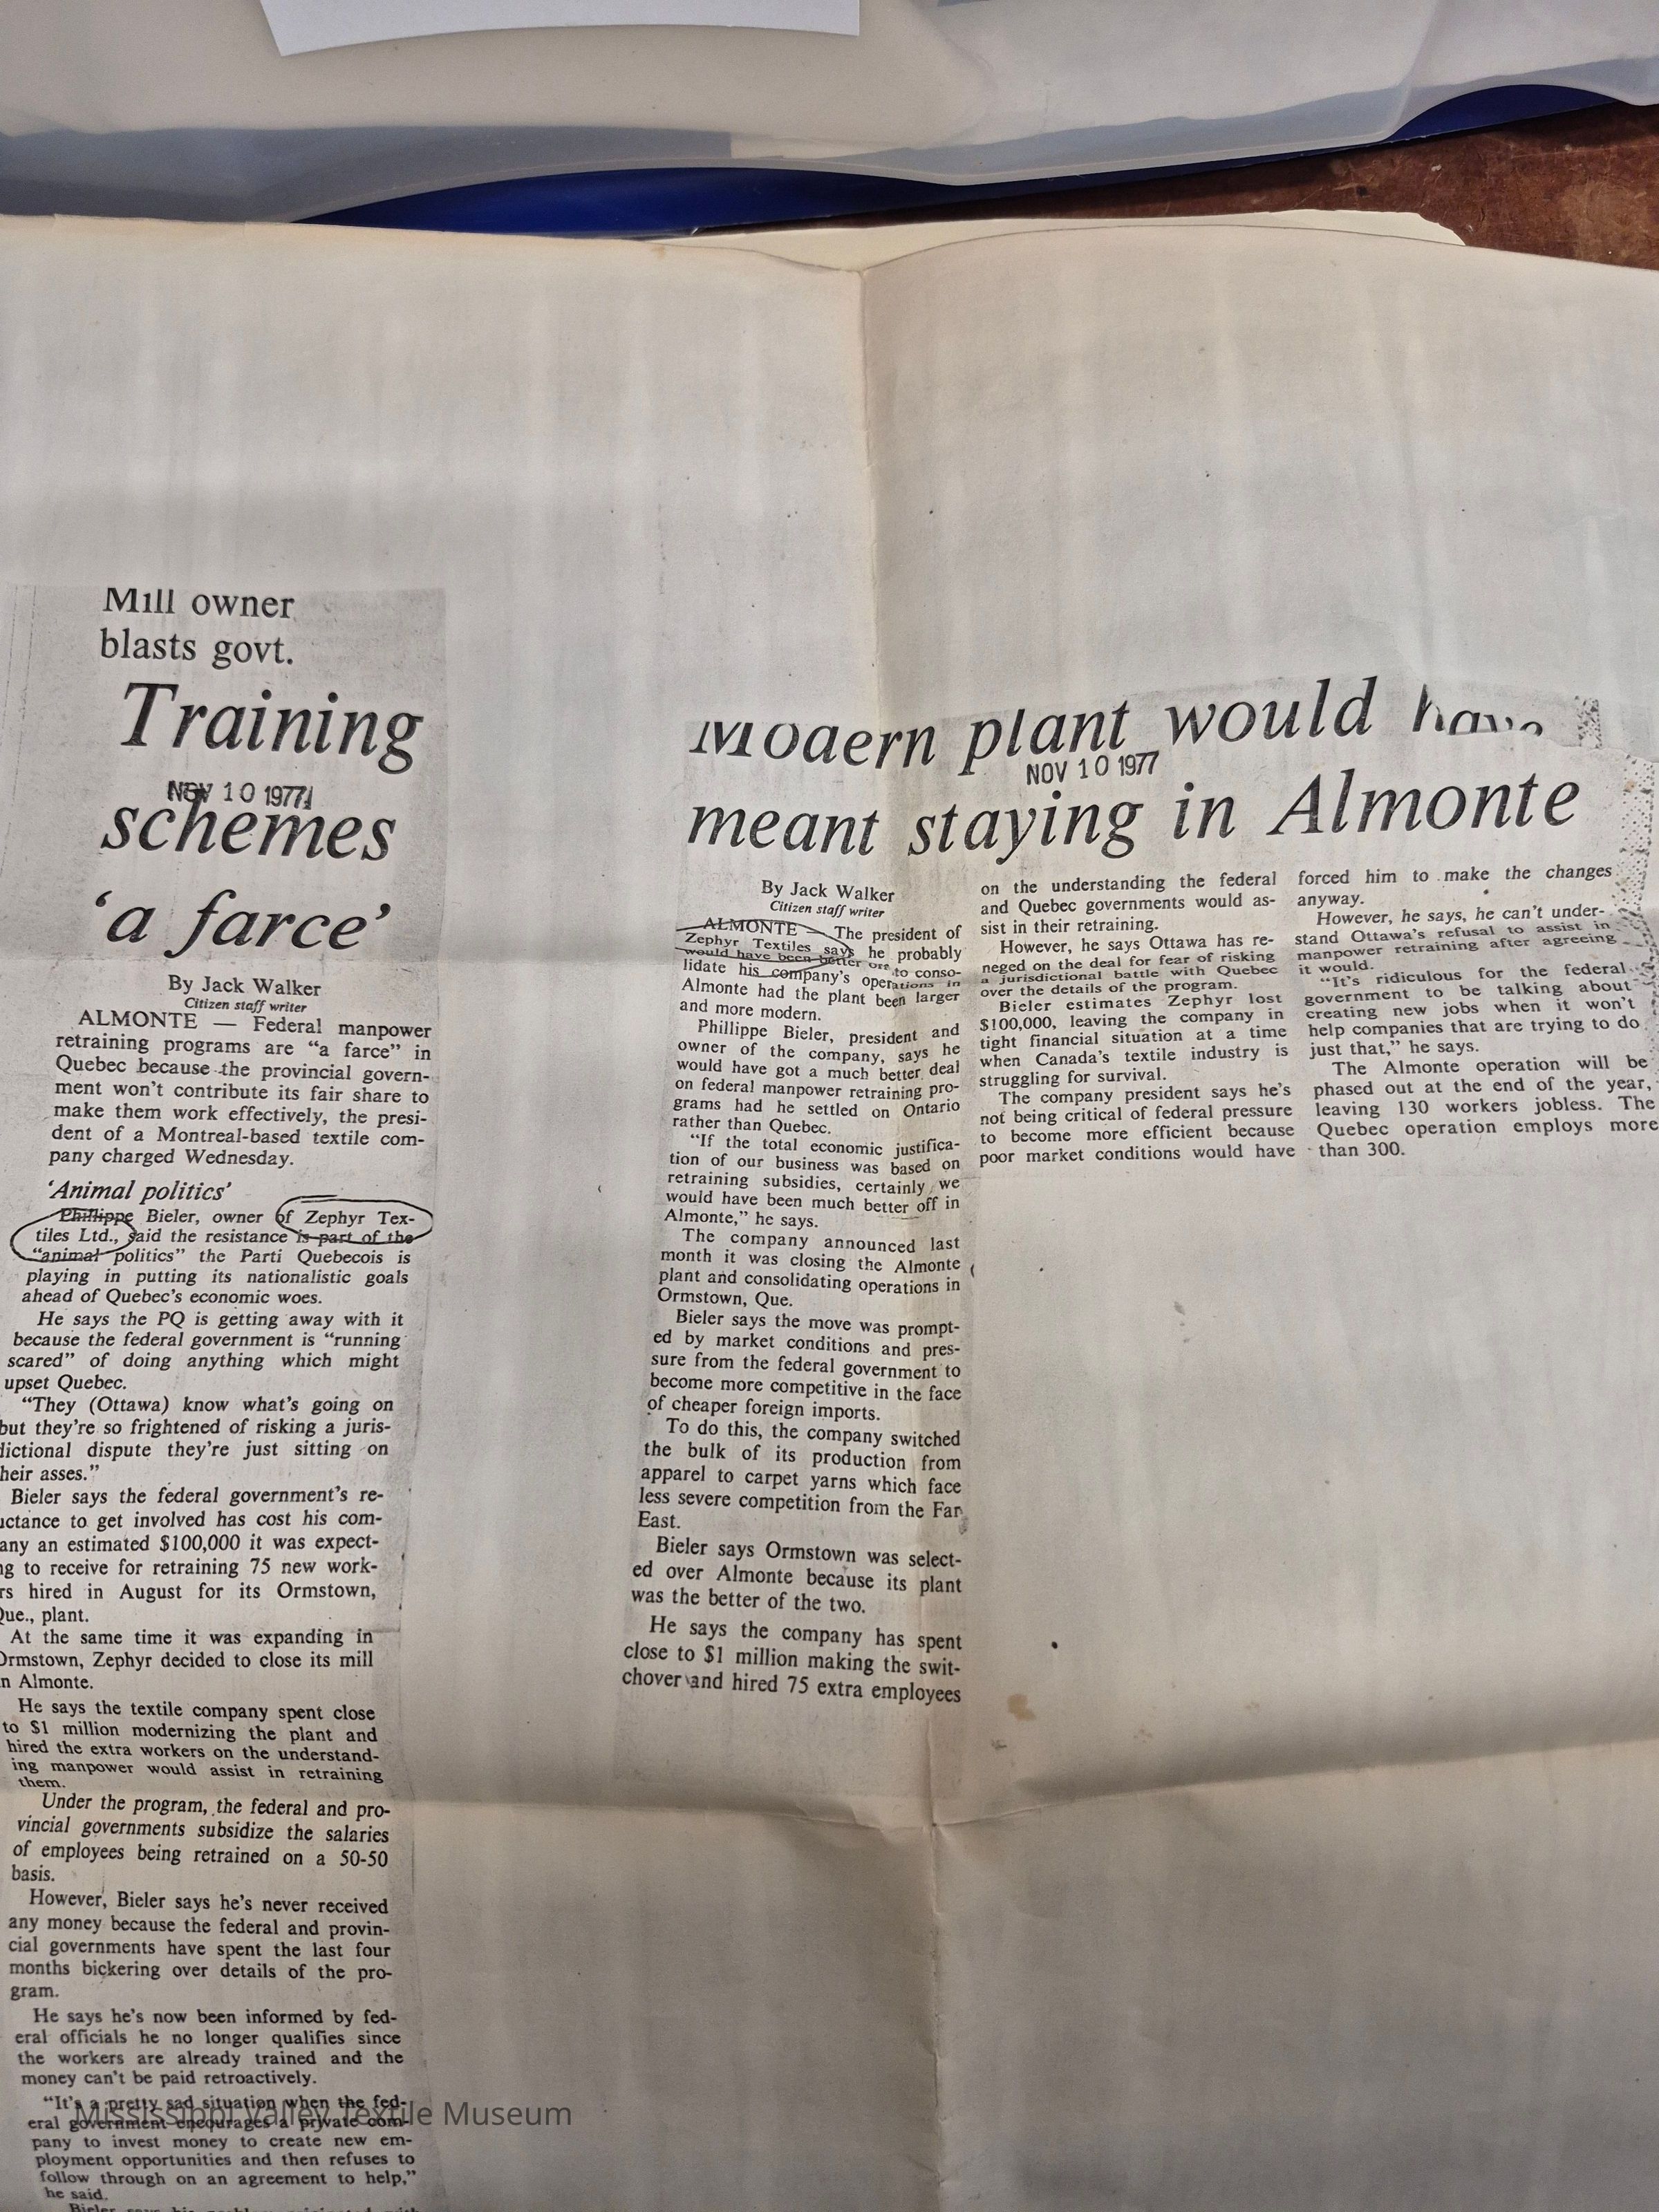 Mill owner
blasts govt.
Training
NOV 10 1977
schemes
‘a farce’
By Jack Walker
Citizen staff writer
ALMONTE — Federal manpower
retraining programs are “a farce” in
Quebec because the provincial govern-
ment won’t contribute its fair share to
make them work effectively, the presi-
dent of a Montreal-based textile com-
pany charged Wednesday.
‘Animal politics’
Phillippe Bieler, owner of Zephyr Tex-
tiles Ltd., said the resistance is part of the
“animal politics” the Parti Quebecois is
playing in putting its nationalistic goals
ahead of Quebec’s economic woes.
He says the PQ is getting away with it
because the federal government is “running
scared” of doing anything which might
upset Quebec.
“They (Ottawa) know what’s going on
but they’re so frightened of risking a juris-
dictional dispute they’re just sitting on
heir asses.”
Bieler says the federal government’s re-
uctance to get involved has cost his com-
any an estimated $100,000 it was expect-
ng to receive for retraining 75 new work-
rs hired in August for its Ormstown,
Que., plant.
At the same time it was expanding in
Ormstown, Zephyr decided to close its mill
n Almonte.
He says the textile company spent close
to $1 million modernizing the plant and
hired the extra workers on the understand-
ing manpower would assist in retraining
them.
Under the program, the federal and pro-
vincial governments subsidize the salaries
of employees being retrained on a 50-50
basis.
However, Bieler says he’s never received
any money because the federal and provin-
cial governments have spent the last four
months bickering over details of the pro-
gram.
He says he’s now been informed by fed-
eral officials he no longer qualifies since
the workers are already trained and the
money can’t be paid retroactively.
“It’s a pretty sad situation when the fed-
eral government encourages a private com-
pany to invest money to create new em-
ployment opportunities and then refuses to
follow through on an agreement to help,”
he said.
Bieler says his problem originated with
Modern plant would have
NOV 10 1977
meant staying in Almonte
By Jack Walker
Citizen staff writer
ALMONTE — The president of
Zephyr Textiles says he probably
would have been better off to conso-
lidate his company’s operations in
Almonte had the plant been larger
and more modern.
Phillippe Bieler, president and
owner of the company, says he
would have got a much better deal
on federal manpower retraining pro-
grams had he settled on Ontario
rather than Quebec.
“If the total economic justifica-
tion of our business was based on
retraining subsidies, certainly we
would have been much better off in
Almonte,” he says.
The company announced last
month it was closing the Almonte
plant and consolidating operations in
Ormstown, Que.
Bieler says the move was prompt-
ed by market conditions and pres-
sure from the federal government to
become more competitive in the face
of cheaper foreign imports.
To do this, the company switched
the bulk of its production from
apparel to carpet yarns which face
less severe competition from the Far
East.
Bieler says Ormstown was select-
ed over Almonte because its plant
was the better of the two.
He says the company has spent
close to $1 million making the swit-
chover and hired 75 extra employees
on the understanding the federal
and Quebec governments would as-
sist in their retraining.
However, he says Ottawa has re-
neged on the deal for fear of risking
a jurisdictional battle with Quebec
over the details of the program.
Bieler estimates Zephyr lost
$100,000, leaving the company in
tight financial situation at a time
when Canada’s textile industry is
struggling for survival.
The company president says he’s
not being critical of federal pressure
to become more efficient because
poor market conditions would have
forced him to make the changes
anyway.
However, he says, he can’t under-
stand Ottawa’s refusal to assist in
manpower retraining after agreeing
it would.
“It’s ridiculous for the federal
government to be talking about
creating new jobs when it won’t
help companies that are trying to do
just that,” he says.
The Almonte operation will be
phased out at the end of the year,
leaving 130 workers jobless. The
Quebec operation employs more
than 300.
Mississippi Valley Textile Museum